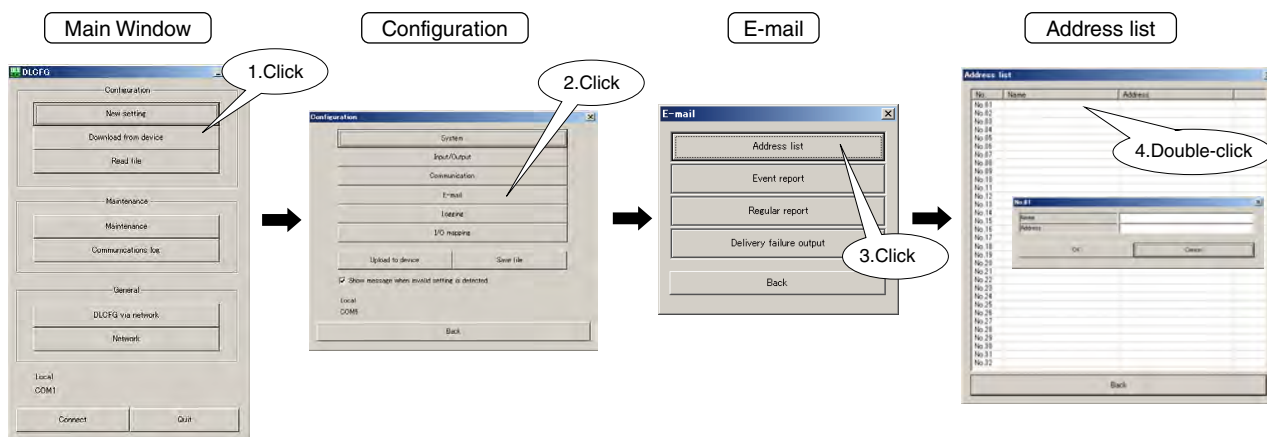 Main Window
Configuration
E-mail
Address list
DLCFG
1.Click
Configuration
New setting
Download from device
Read file
Maintenance
Maintenance
Communications log
General
DLCFG via network
Network
Local
COM1
Connect
Quit
Configuration
2.Click
System
Input/Output
Communication
E-mail
Logging
I/O mapping
Upload to device
Save file
Show message when invalid setting is detected
Local
COM5
Back
E-mail
Address list
Event report
Regular report
Delivery failure output
Back
3.Click
Address list
No. Name Address
4.Double-click
No.01
No.02
No.03
No.04
No.05
No.06
No.07
No.08
No.09
No.10
No.11
No.12
No.13
No.14
No.15
No.16
No.17
No.18
No.19
No.20
No.21
No.22
No.23
No.24
No.25
No.26
No.27
No.28
No.29
No.30
No.31
No.32
No.01
Name
Address
OK
Cancel
Back